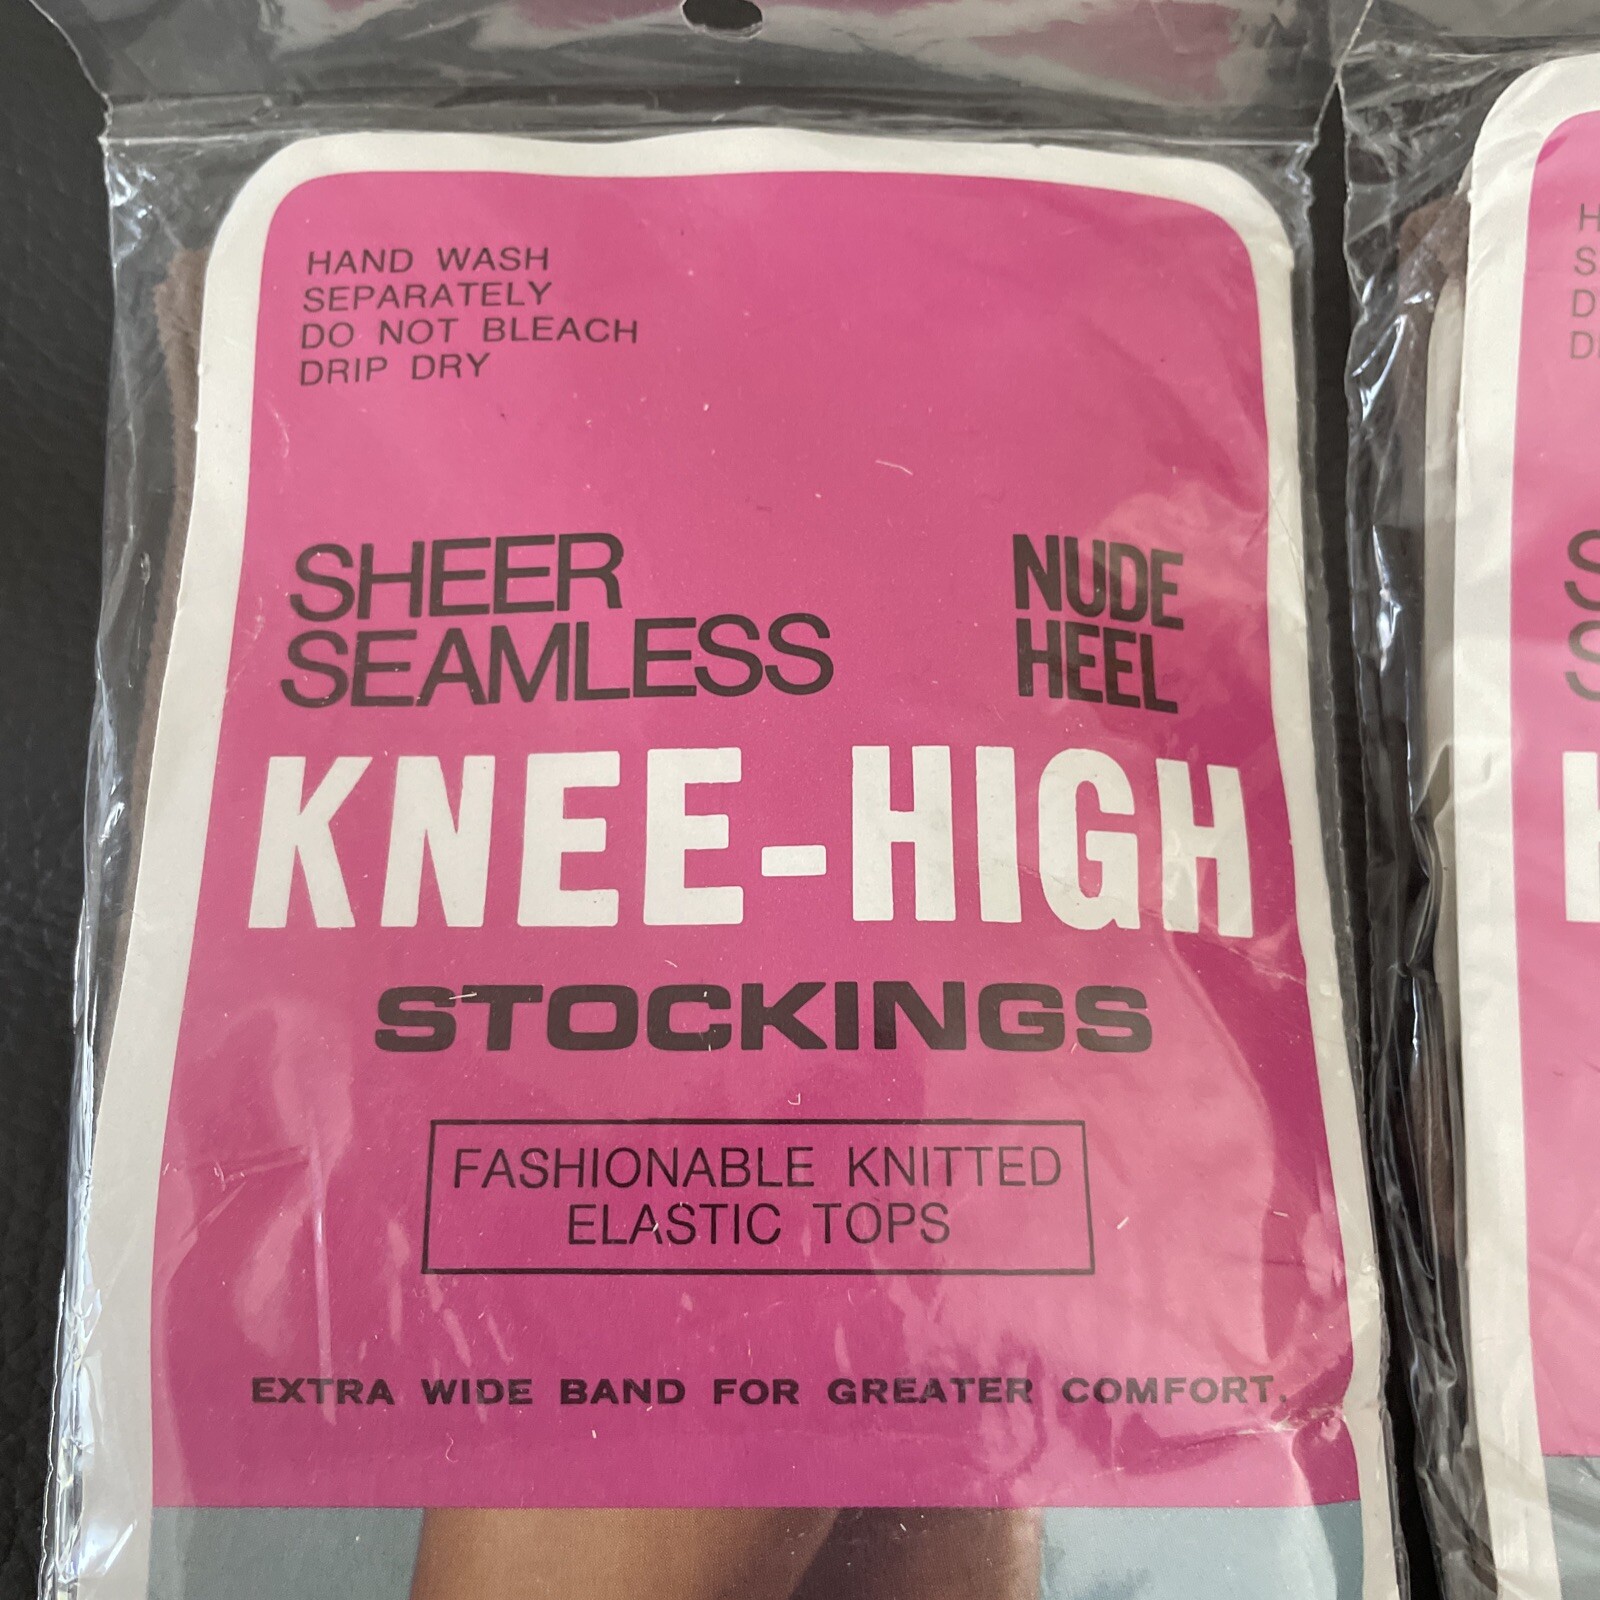 HAND WASH
SEPARATELY
DO NOT BLEACH
DRIP DRY
SHEER
SEAMLESS
NUDE
HEEL
KNEE-HIGH
STOCKINGS
FASHIONABLE KNITTED
ELASTIC TOPS
EXTRA WIDE BAND FOR GREATER COMFORT.